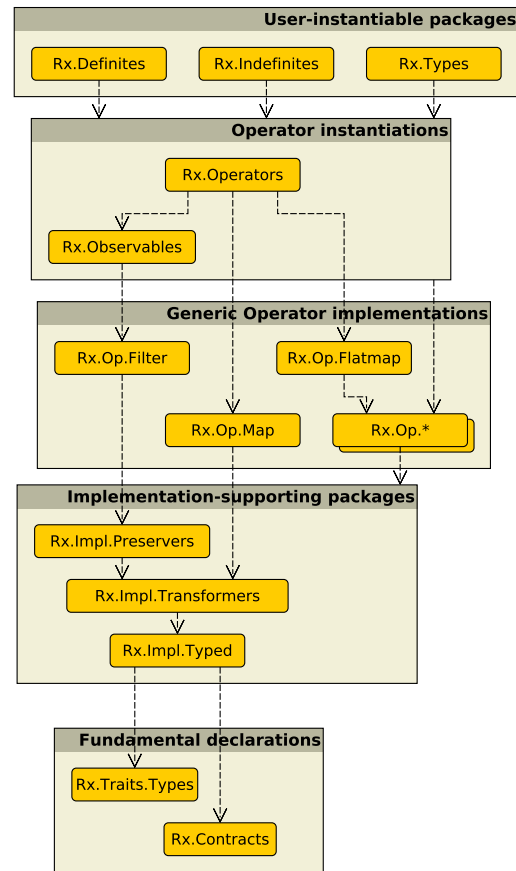 User-instantiable packages
Rx.Definites
Rx.Indefinites
Rx.Types
Operator instantiations
Rx.Operators
Rx.Observables
Generic Operator implementations
Rx.Op.Filter
Rx.Op.Flatmap
Rx.Op.Map
Rx.Op.*
Implementation-supporting packages
Rx.Impl.Preservers
Rx.Impl.Transformers
Rx.Impl.Typed
Fundamental declarations
Rx.Traits.Types
Rx.Contracts